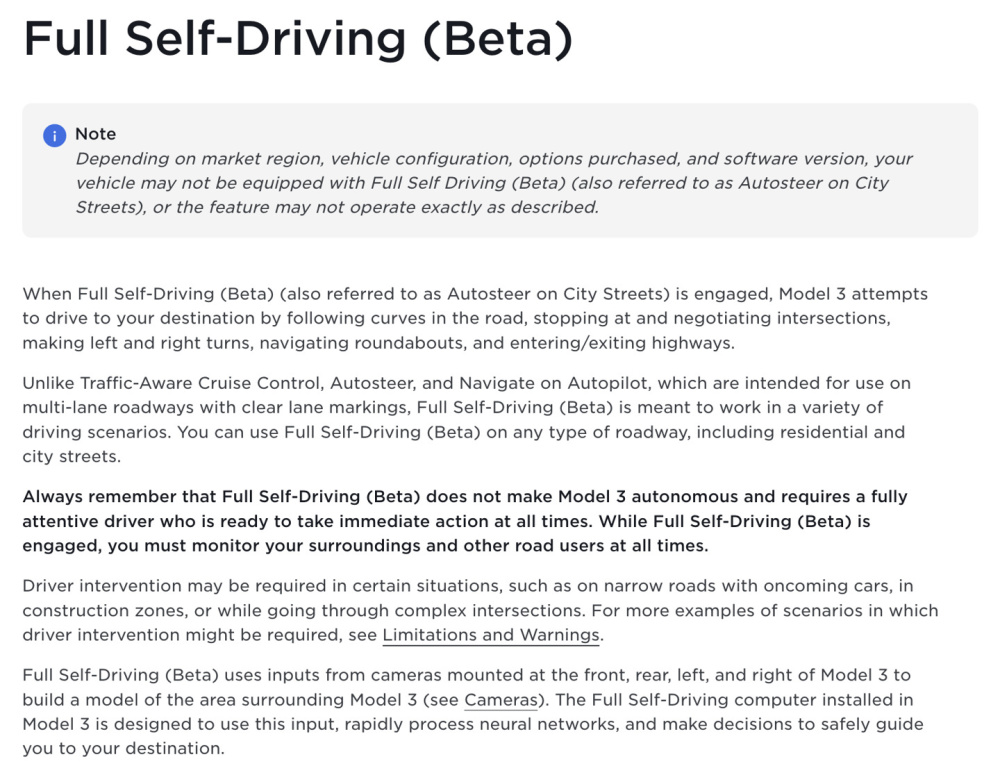 Full Self-Driving (Beta)
Note
Depending on market region, vehicle configuration, options purchased, and software version, your
vehicle may not be equipped with Full Self Driving (Beta) (also referred to as Autosteer on City
Streets), or the feature may not operate exactly as described.
When Full Self-Driving (Beta) (also referred to as Autosteer on City Streets) is engaged, Model 3 attempts
to drive to your destination by following curves in the road, stopping at and negotiating intersections,
making left and right turns, navigating roundabouts, and entering/exiting highways.
Unlike Traffic-Aware Cruise Control, Autosteer, and Navigate on Autopilot, which are intended for use on
multi-lane roadways with clear lane markings, Full Self-Driving (Beta) is meant to work in a variety of
driving scenarios. You can use Full Self-Driving (Beta) on any type of roadway, including residential and
city streets.
Always remember that Full Self-Driving (Beta) does not make Model 3 autonomous and requires a fully
attentive driver who is ready to take immediate action at all times. While Full Self-Driving (Beta) is
engaged, you must monitor your surroundings and other road users at all times.
Driver intervention may be required in certain situations, such as on narrow roads with oncoming cars, in
construction zones, or while going through complex intersections. For more examples of scenarios in which
driver intervention might be required, see Limitations and Warnings.
Full Self-Driving (Beta) uses inputs from cameras mounted at the front, rear, left, and right of Model 3 to
build a model of the area surrounding Model 3 (see Cameras). The Full Self-Driving computer installed in
Model 3 is designed to use this input, rapidly process neural networks, and make decisions to safely guide
you to your destination.